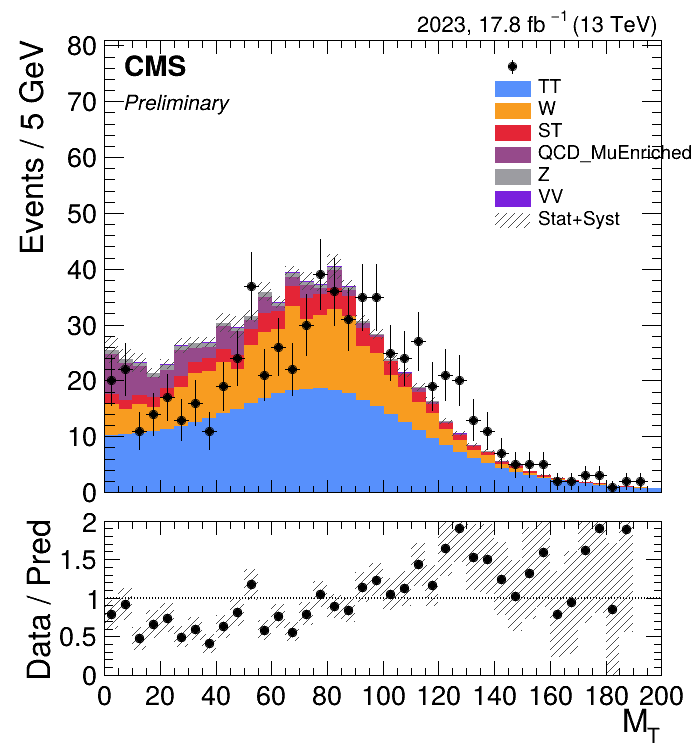 2023, 17.8 fb⁻¹ (13 TeV)
CMS
Preliminary
Events / 5 GeV
80
70
60
50
40
30
20
10
0
TT
W
ST
QCD_MuEnriched
Z
VV
Stat+Syst
Data / Pred
2
1.5
1
0.5
0
0 20 40 60 80 100 120 140 160 180 200
M_T